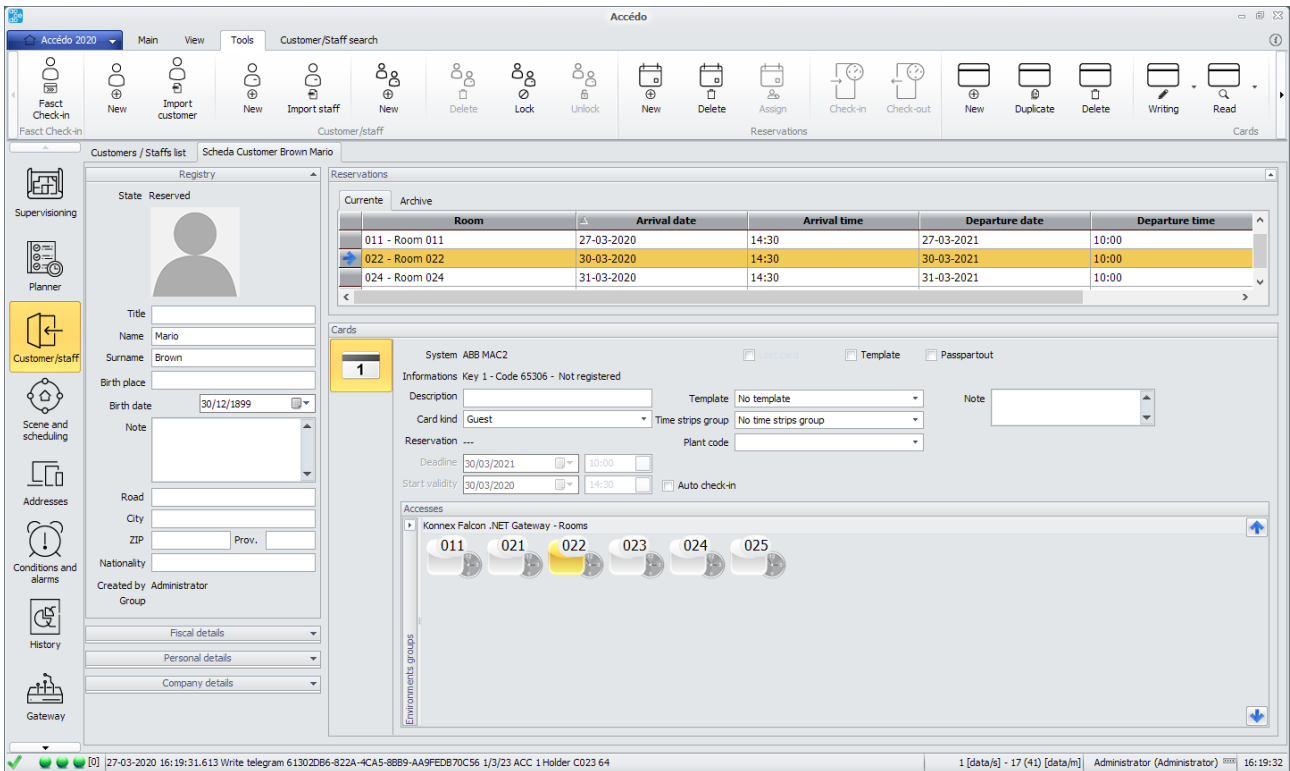 Accédo
Accédo 2020 Main View Tools Customer/Staff search
Fasct Check-in New Import customer New Import staff New Delete Lock Unlock New Delete Assign Check-in Check-out New Duplicate Delete Writing Read
Fasct Check-in Customer/staff Reservations Cards
Customers / Staffs list Scheda Customer Brown Mario
Supervisioning
Planner
Customer/staff
Scene and scheduling
Addresses
Conditions and alarms
History
Gateway
Registry
State Reserved
Title
Name Mario
Surname Brown
Birth place
Birth date 30/12/1899
Note
Road
City
ZIP Prov.
Nationality
Created by Administrator
Group
Fiscal details
Personal details
Company details
Reservations
Currente Archive
Room Arrival date Arrival time Departure date Departure time
011 - Room 011 27-03-2020 14:30 27-03-2021 10:00
022 - Room 022 30-03-2020 14:30 30-03-2021 10:00
024 - Room 024 31-03-2020 14:30 31-03-2021 10:00
Cards
1
System ABB MAC2 Template Passpartout
Informations Key 1 - Code 65306 - Not registered
Description Template No template Note
Card kind Guest Time strips group No time strips group
Reservation --- Plant code
Deadline 30/03/2021 10:00
Start validity 30/03/2020 14:30 Auto check-in
Accesses
Konnex Falcon .NET Gateway - Rooms
011 021 022 023 024 025
Environments groups
[0] 27-03-2020 16:19:31.613 Write telegram 61302DB6-822A-4CA5-8BB9-AA9FEDB70C56 1/3/23 ACC 1 Holder C023 64 1 [data/s] - 17 (41) [data/m] Administrator (Administrator) 16:19:32